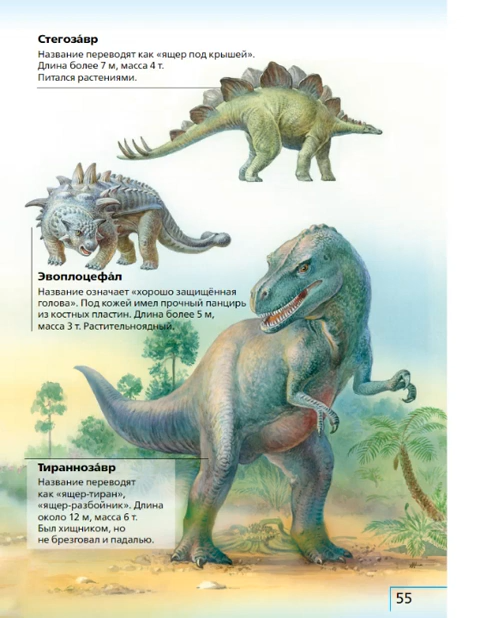 Стегоза́вр
Название переводят как «ящер под крышей».
Длина более 7 м, масса 4 т.
Питался растениями.
Эвоплоцефа́л
Название означает «хорошо защищённая
голова». Под кожей имел прочный панцирь
из костных пластин. Длина более 5 м,
масса 3 т. Растительноядный.
Тиранноза́вр
Название переводят
как «ящер-тиран»,
«ящер-разбойник». Длина
около 12 м, масса 6 т.
Был хищником, но
не брезговал и падалью.
55